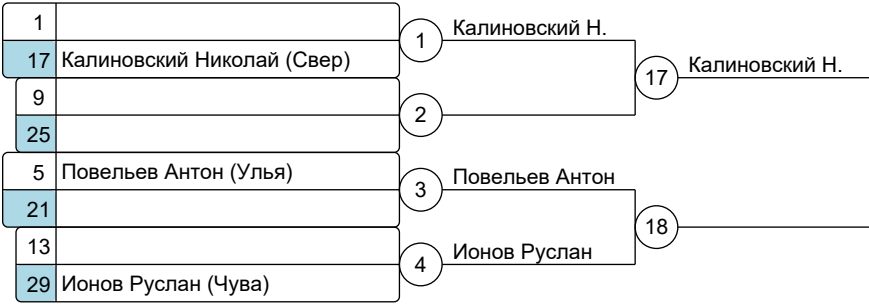 1
17 Калиновский Николай (Свер)
1 Калиновский Н.
9
25
2
17 Калиновский Н.
5 Повельев Антон (Улья)
21
3 Повельев Антон
13
29 Ионов Руслан (Чува)
4 Ионов Руслан
18